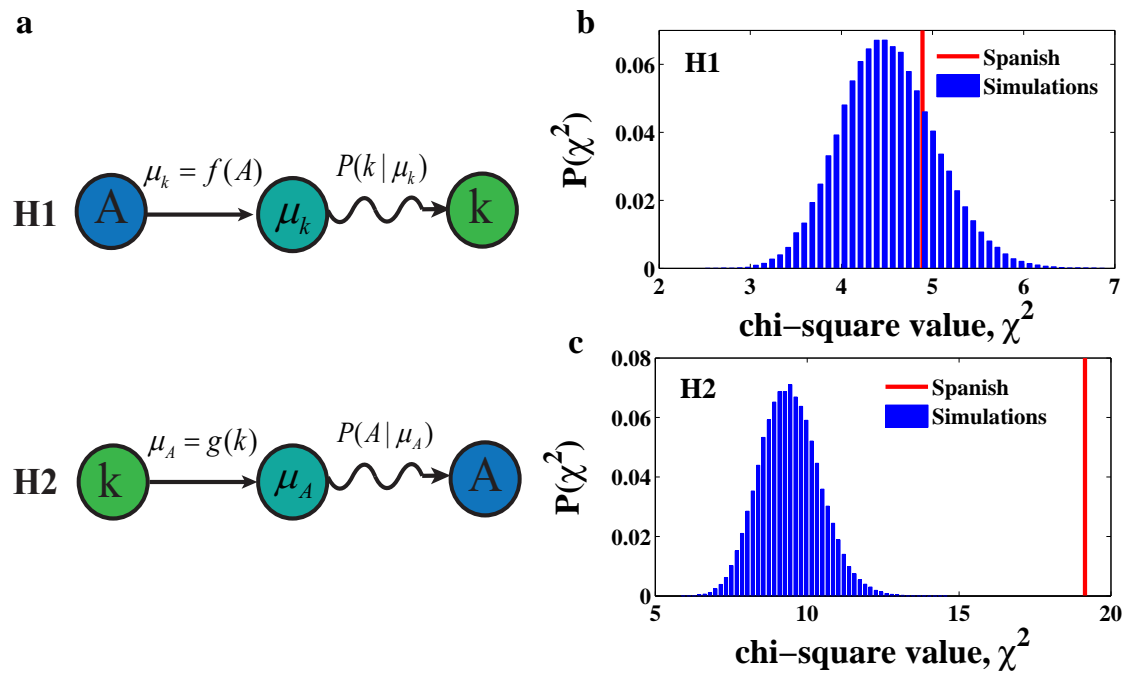 a
H1
A
μ_k = f(A)
μ_k
P(k | μ_k)
k
H2
k
μ_A = g(k)
μ_A
P(A | μ_A)
A
b
H1
Spanish
Simulations
P(χ²)
0.06
0.04
0.02
0
2 3 4 5 6 7
chi−square value, χ²
c
H2
Spanish
Simulations
P(χ²)
0.08
0.06
0.04
0.02
0
5 10 15 20
chi−square value, χ²